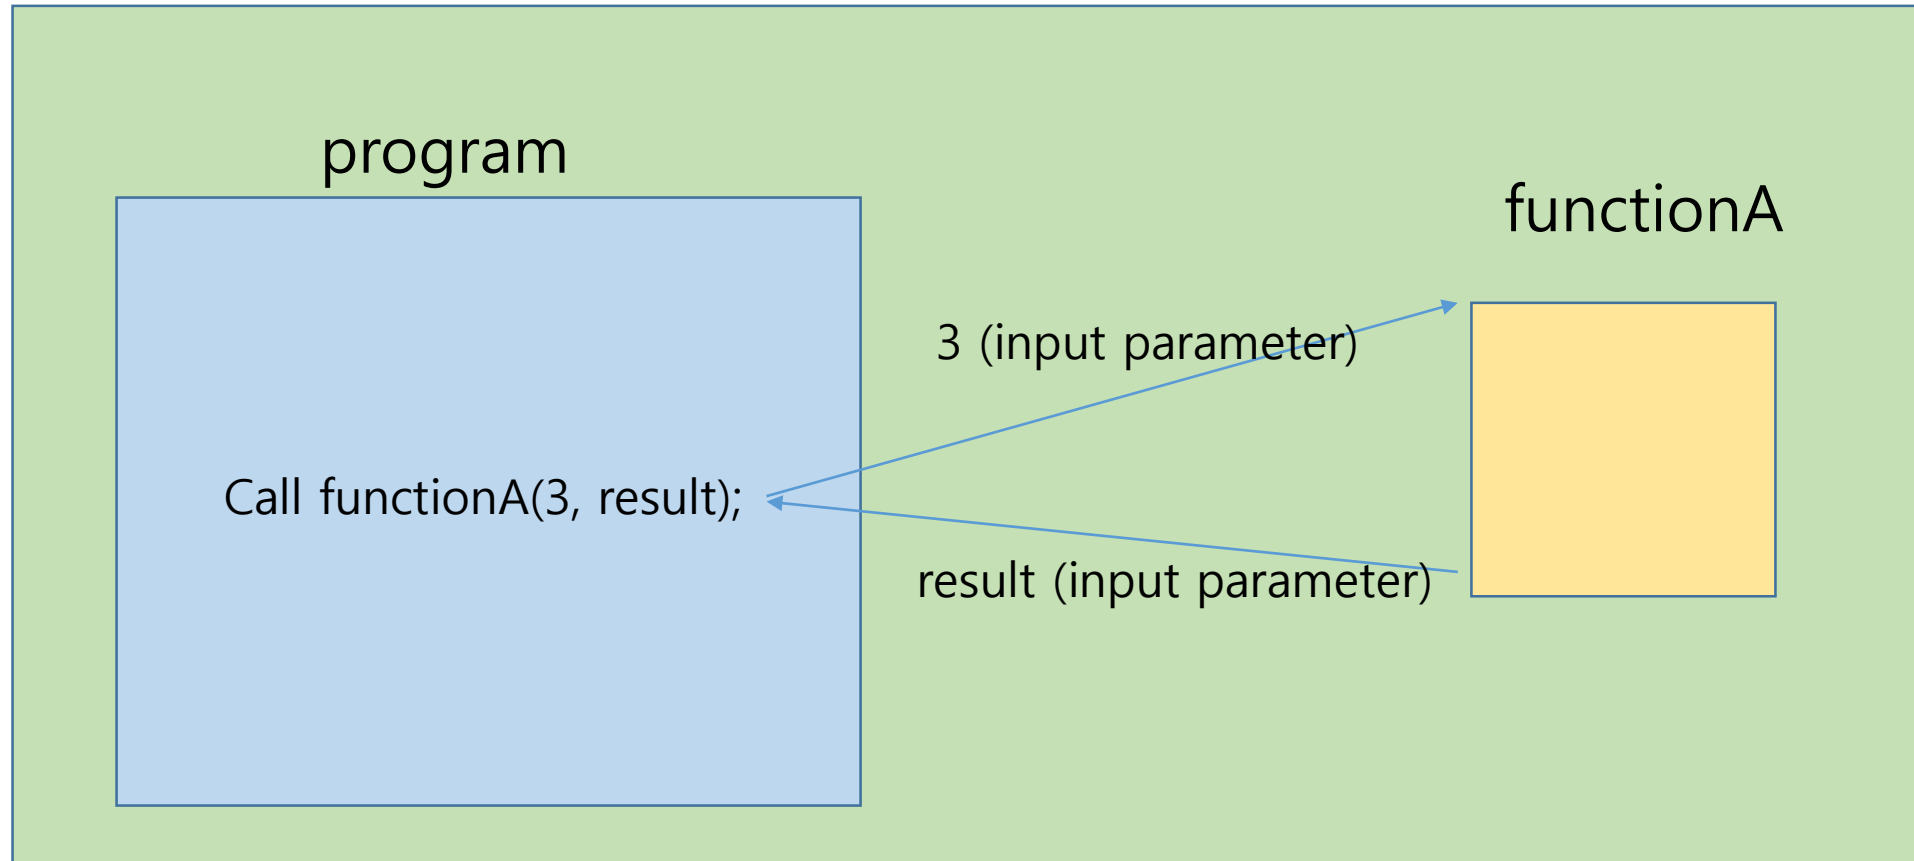 program
functionA
3 (input parameter)
Call functionA(3, result);
result (input parameter)